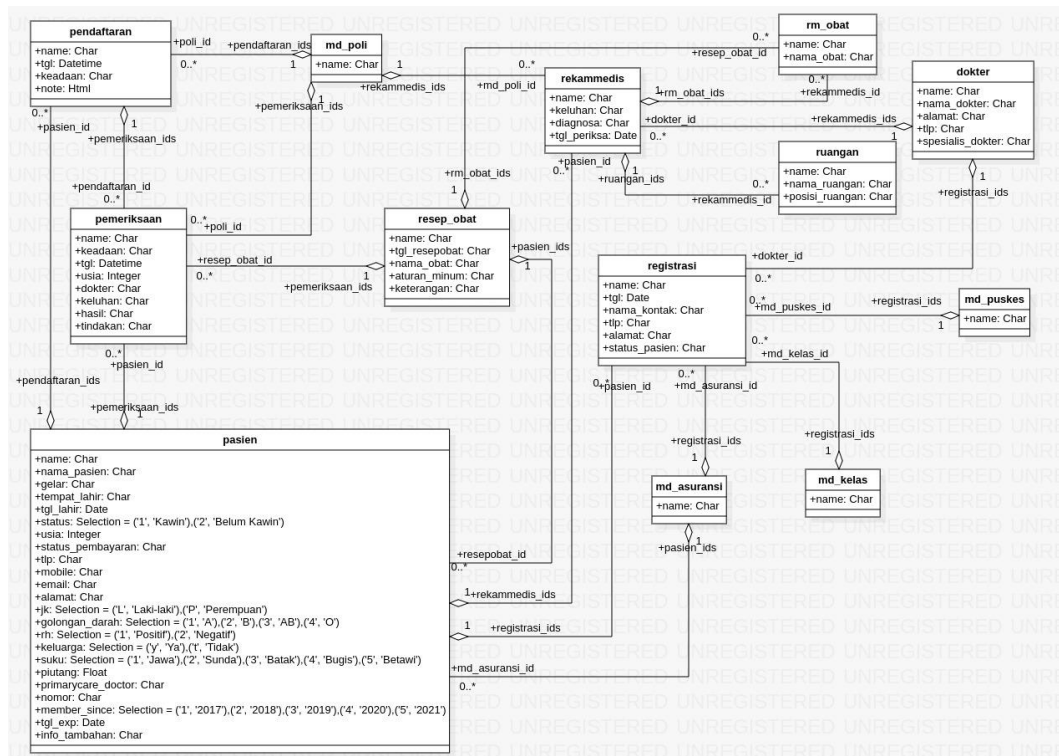 pendaftaran
+name: Char
+tgl: Datetime
+keadaan: Char
+note: Html
+poli_id
0..*
+pendaftaran_ids
1
md_poli
+name: Char
1
+rekammedis_ids
0..*
+md_poli_id
+pemeriksaan_ids
1
rekammedis
+name: Char
+keluhan: Char
+diagnosa: Char
+tgl_periksa: Date
rm_obat
+name: Char
+nama_obat: Char
0..*
+resep_obat_id
0..*
+rekammedis_id
1
+rm_obat_ids
dokter
+name: Char
+nama_dokter: Char
+alamat: Char
+tlp: Char
+spesialis_dokter: Char
+dokter_id
0..*
+rekammedis_ids
1
ruangan
+name: Char
+nama_ruangan: Char
+posisi_ruangan: Char
+pasien_id
0..*
1
+ruangan_ids
0..*
+rekammedis_id
1
+registrasi_ids
0..*
+pasien_id
1
+pemeriksaan_ids
+pendaftaran_id
0..*
pemeriksaan
+name: Char
+keadaan: Char
+tgl: Datetime
+usia: Integer
+dokter: Char
+keluhan: Char
+hasil: Char
+tindakan: Char
0..*
+poli_id
+resep_obat_id
0..*
1
+pemeriksaan_ids
+rm_obat_ids
1
resep_obat
+name: Char
+tgl_resepobat: Char
+nama_obat: Char
+aturan_minum: Char
+keterangan: Char
+pasien_ids
1
registrasi
+name: Char
+tgl: Date
+nama_kontak: Char
+tlp: Char
+alamat: Char
+status_pasien: Char
+dokter_id
0..*
0..*
+md_puskes_id
+registrasi_ids
1
md_puskes
+name: Char
0..*
+md_kelas_id
0..*
+pasien_id
0..*
+md_asuransi_id
+registrasi_ids
1
md_asuransi
+name: Char
1
+pasien_ids
+registrasi_ids
1
md_kelas
+name: Char
0..*
+pasien_id
+pendaftaran_ids
1
+pemeriksaan_ids
1
pasien
+name: Char
+nama_pasien: Char
+gelar: Char
+tempat_lahir: Char
+tgl_lahir: Date
+status: Selection = ('1', 'Kawin'),('2', 'Belum Kawin')
+usia: Integer
+status_pembayaran: Char
+tlp: Char
+mobile: Char
+email: Char
+alamat: Char
+jk: Selection = ('L', 'Laki-laki'),('P', 'Perempuan')
+golongan_darah: Selection = ('1', 'A),('2', 'B'),('3', 'AB'),('4', 'O')
+rh: Selection = ('1', 'Positif'),('2', 'Negatif')
+keluarga: Selection = ('y', 'Ya'),('t', 'Tidak')
+suku: Selection = ('1', 'Jawa'),('2', 'Sunda'),('3', 'Batak'),('4', 'Bugis'),('5', 'Betawi')
+piutang: Float
+primarycare_doctor: Char
+nomor: Char
+member_since: Selection = ('1', '2017'),('2', '2018'),('3', '2019'),('4', '2020'),('5', '2021')
+tgl_exp: Date
+info_tambahan: Char
+resepobat_id
0..*
1
+rekammedis_ids
1
+registrasi_ids
+md_asuransi_id
0..*
UNREGISTERED